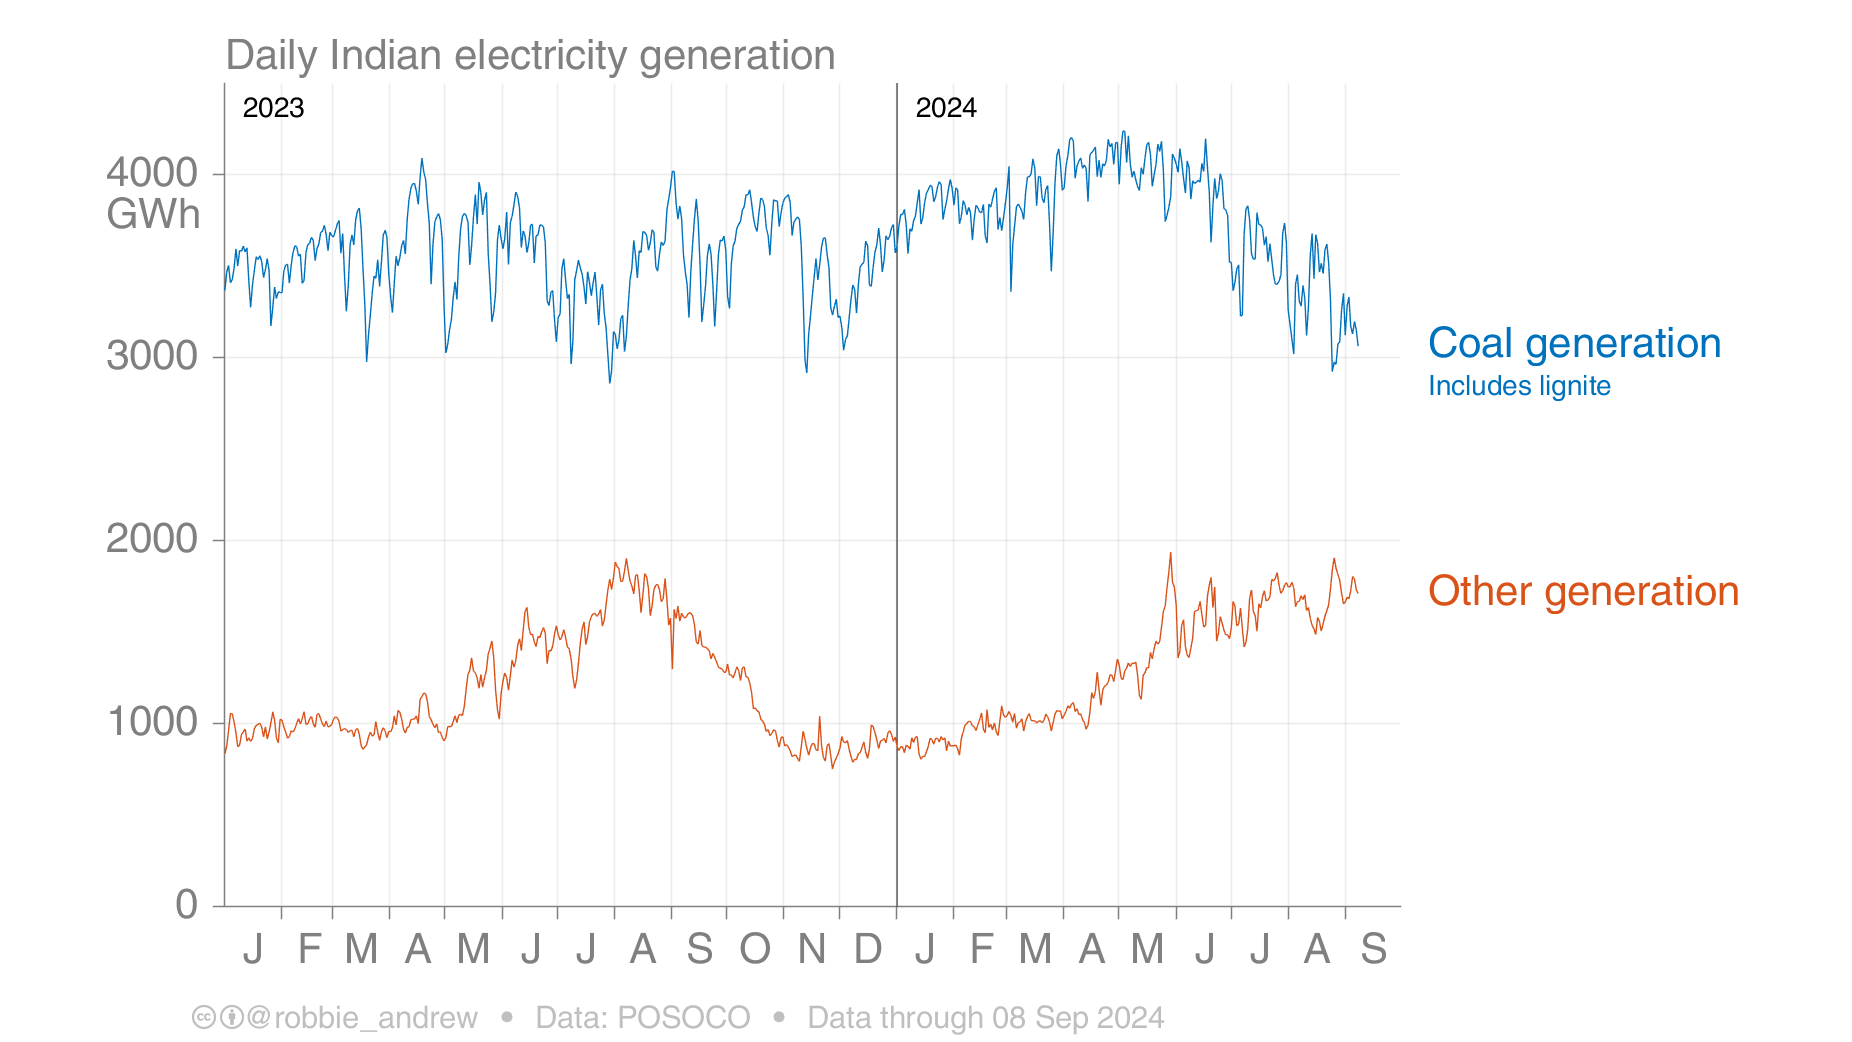 Daily Indian electricity generation
2023
2024
4000
GWh
3000
2000
1000
0
Coal generation
Includes lignite
Other generation
J F M A M J J A S O N D J F M A M J J A S
@robbie_andrew • Data: POSOCO • Data through 08 Sep 2024